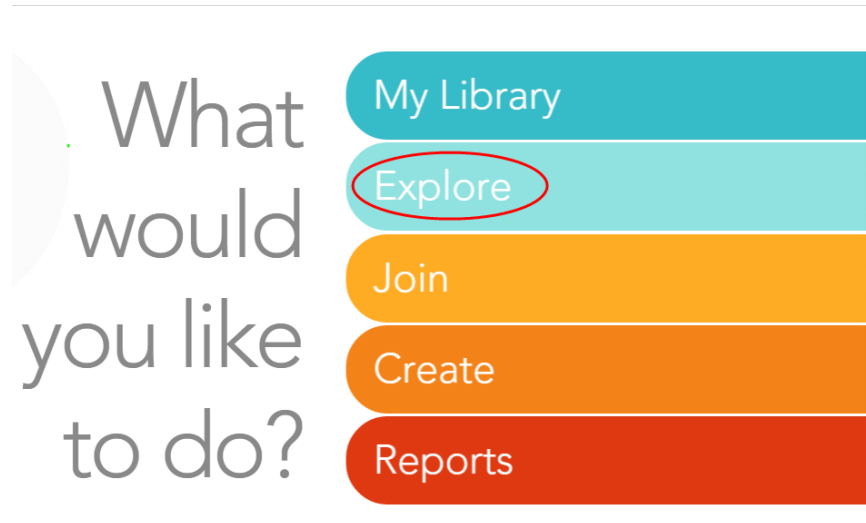 What
would
you like
to do?
My Library
Explore
Join
Create
Reports